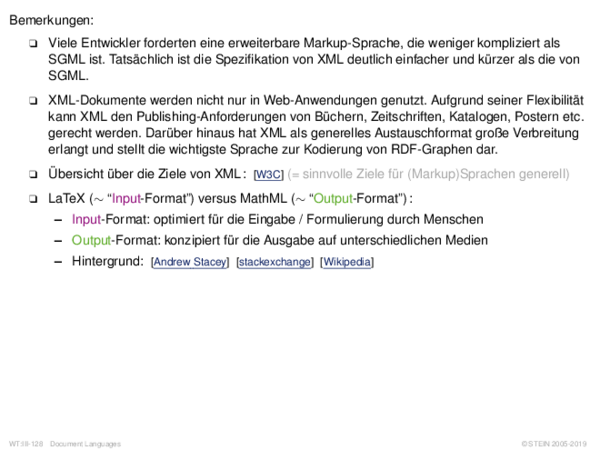 Bemerkungen:
❑ Viele Entwickler forderten eine erweiterbare Markup-Sprache, die weniger kompliziert als
SGML ist. Tatsächlich ist die Spezifikation von XML deutlich einfacher und kürzer als die von
SGML.
❑ XML-Dokumente werden nicht nur in Web-Anwendungen genutzt. Aufgrund seiner Flexibilität
kann XML den Publishing-Anforderungen von Büchern, Zeitschriften, Katalogen, Postern etc.
gerecht werden. Darüber hinaus hat XML als generelles Austauschformat große Verbreitung
erlangt und stellt die wichtigste Sprache zur Kodierung von RDF-Graphen dar.
❑ Übersicht über die Ziele von XML: [W3C] (= sinnvolle Ziele für (Markup)Sprachen generell)
❑ LaTeX (∼ “Input-Format”) versus MathML (∼ “Output-Format”):
– Input-Format: optimiert für die Eingabe / Formulierung durch Menschen
– Output-Format: konzipiert für die Ausgabe auf unterschiedlichen Medien
– Hintergrund: [Andrew Stacey] [stackexchange] [Wikipedia]
WT:III-128 Document Languages
© STEIN 2005-2019